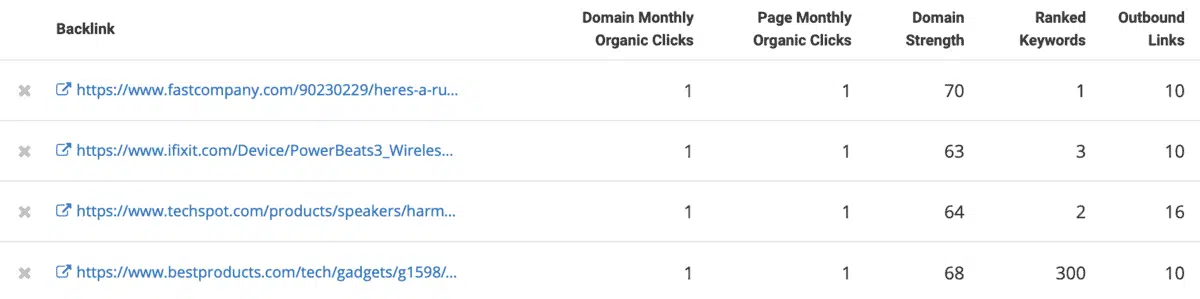 Backlink Domain Monthly Organic Clicks Page Monthly Organic Clicks Domain Strength Ranked Keywords Outbound Links
https://www.fastcompany.com/90230229/heres-a-ru... 1 1 70 1 10
https://www.ifixit.com/Device/PowerBeats3_Wireles... 1 1 63 3 10
https://www.techspot.com/products/speakers/harm... 1 1 64 2 16
https://www.bestproducts.com/tech/gadgets/g1598/... 1 1 68 300 10